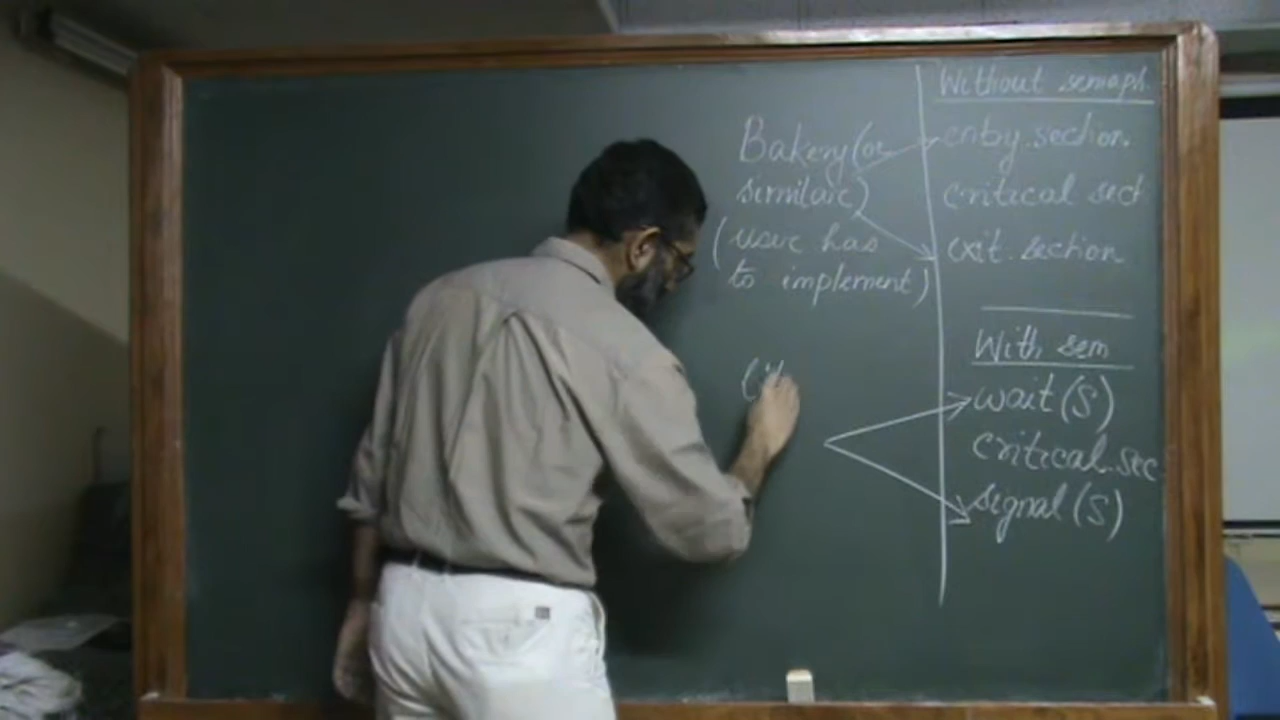 Bakery (or
similar)
(user has
to implement)
Without semaph
entry section.
critical sect
exit section
With sem
wait(S)
critical sec
signal(S)